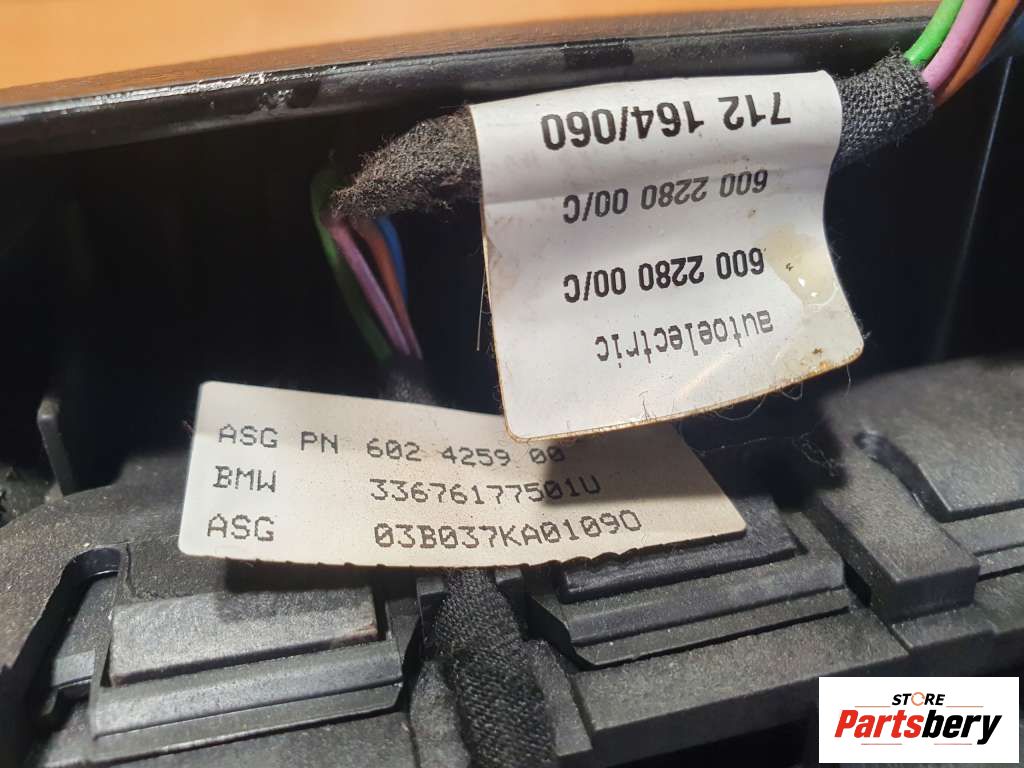 712 164/060
600 2280 00/C
600 2280 00/C
autoelectric
ASG PN 602 4259 00
BMW 33676177501U
ASG 03B037KA01090
STORE
Partsbery